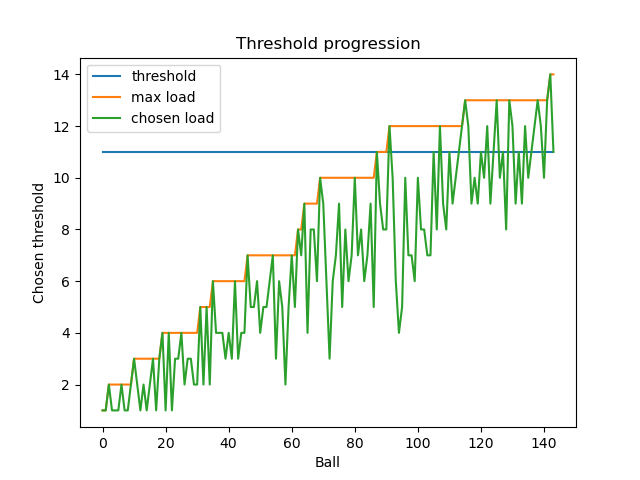 Threshold progression
threshold
max load
chosen load
14
12
10
8
6
4
2
Chosen threshold
0 20 40 60 80 100 120 140
Ball